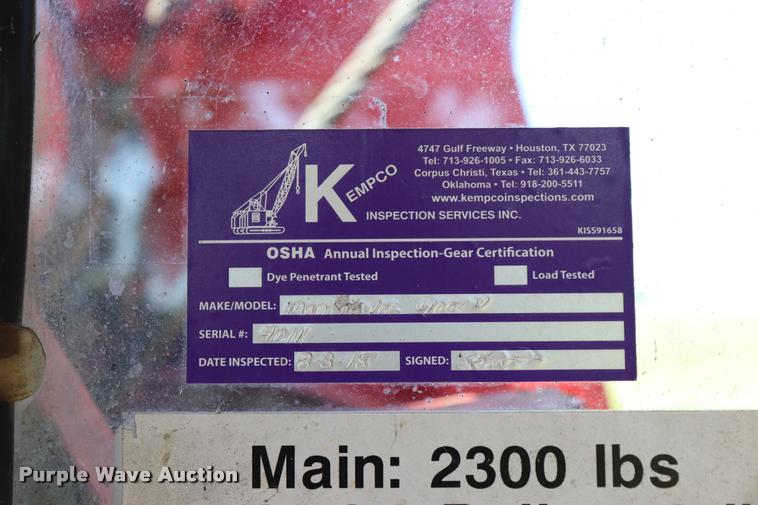 4747 Gulf Freeway • Houston, TX 77023
Tel: 713-926-1005 • Fax: 713-926-6033
Corpus Christi, Texas • Tel: 361-443-7757
Oklahoma • Tel: 918-200-5511
www.kempcoinspections.com
KEMPCO
INSPECTION SERVICES INC.
KIS591658
OSHA Annual Inspection-Gear Certification
Dye Penetrant Tested Load Tested
MAKE/MODEL:
SERIAL #:
DATE INSPECTED: 8-3-18 SIGNED:
Main: 2300 lbs
Purple Wave Auction